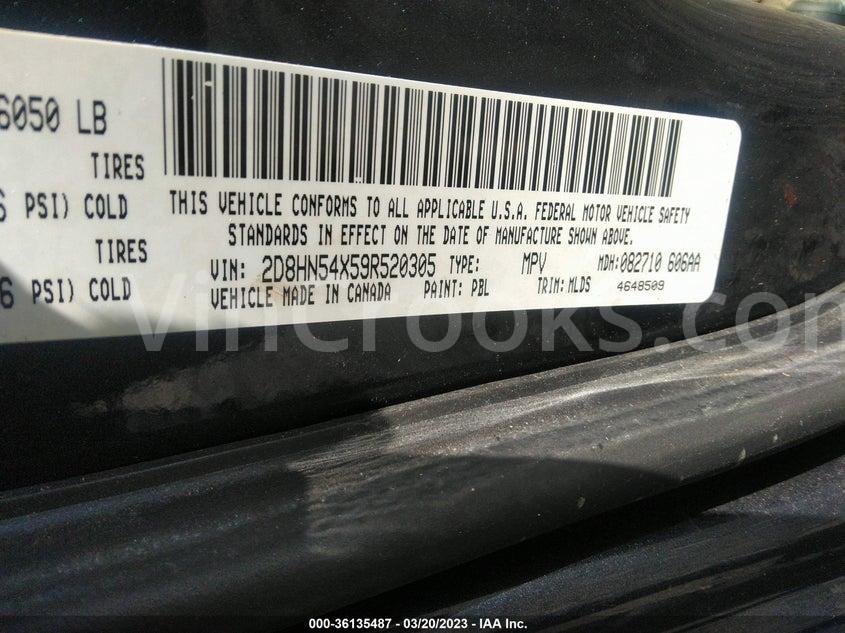 6050 LB
TIRES
PSI) COLD
TIRES
6 PSI) COLD
THIS VEHICLE CONFORMS TO ALL APPLICABLE U.S.A. FEDERAL MOTOR VEHICLE SAFETY
STANDARDS IN EFFECT ON THE DATE OF MANUFACTURE SHOWN ABOVE.
VIN: 2D8HN54X59R520305 TYPE: MPV MDH:082710 606AA
VEHICLE MADE IN CANADA PAINT: PBL TRIM: MLDS 4648509
VinCrooks.com
000-36135487 - 03/20/2023 - IAA Inc.